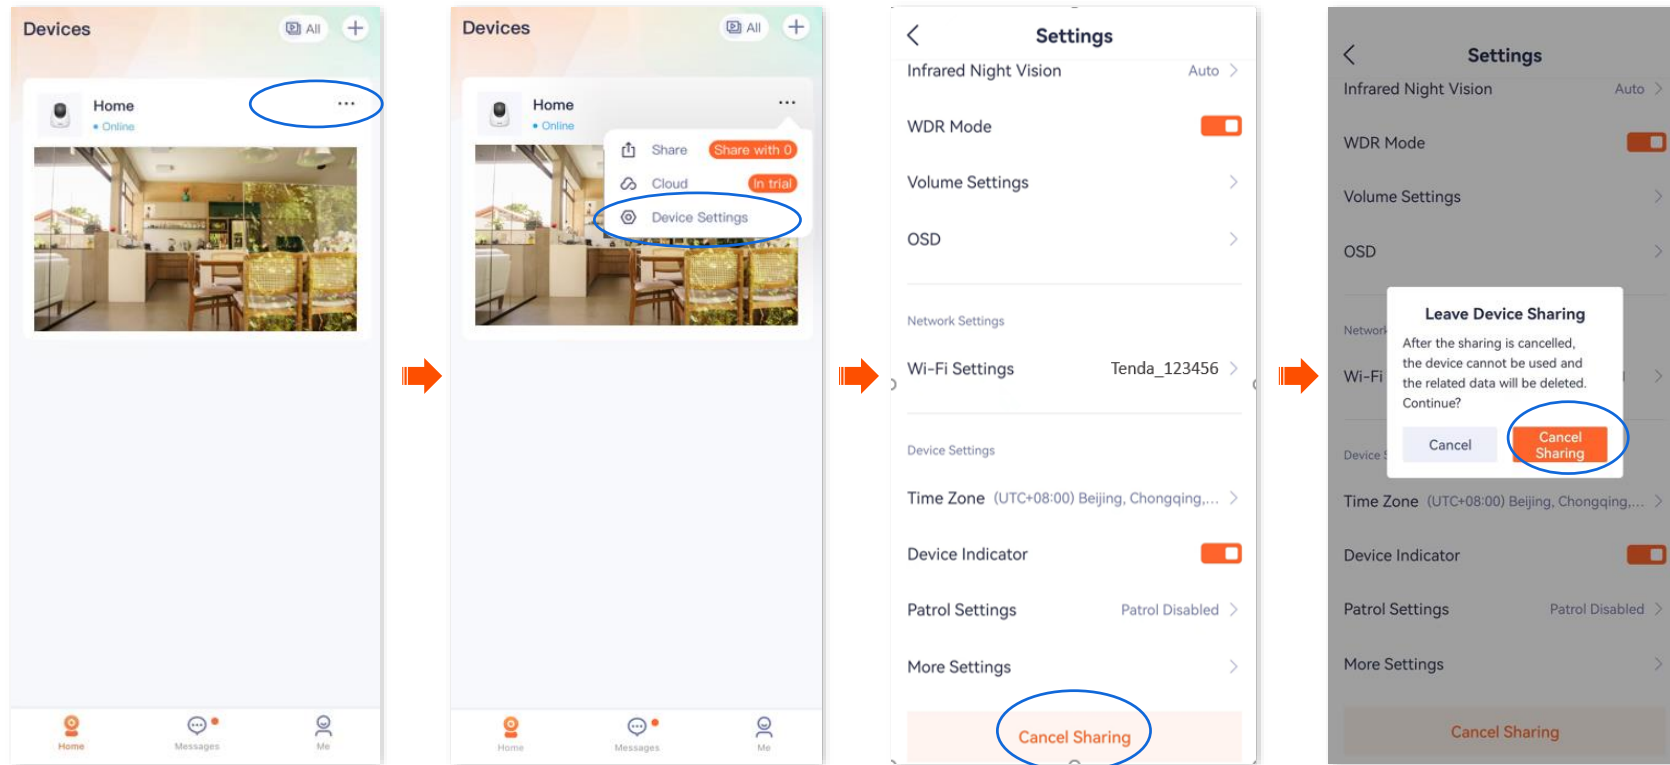 Devices
All
Home
• Online
...
Home
Messages
Me
Devices
All
Home
• Online
...
Share Share with 0
Cloud In trial
Device Settings
Home
Messages
Me
Settings
Infrared Night Vision Auto
WDR Mode
Volume Settings
OSD
Network Settings
Wi-Fi Settings Tenda_123456
Device Settings
Time Zone (UTC+08:00) Beijing, Chongqing,...
Device Indicator
Patrol Settings Patrol Disabled
More Settings
Cancel Sharing
Settings
Infrared Night Vision Auto
WDR Mode
Volume Settings
OSD
Network
Leave Device Sharing
After the sharing is cancelled,
the device cannot be used and
the related data will be deleted.
Continue?
Cancel
Cancel
Sharing
Wi-Fi
Device S
Time Zone (UTC+08:00) Beijing, Chongqing,...
Device Indicator
Patrol Settings Patrol Disabled
More Settings
Cancel Sharing